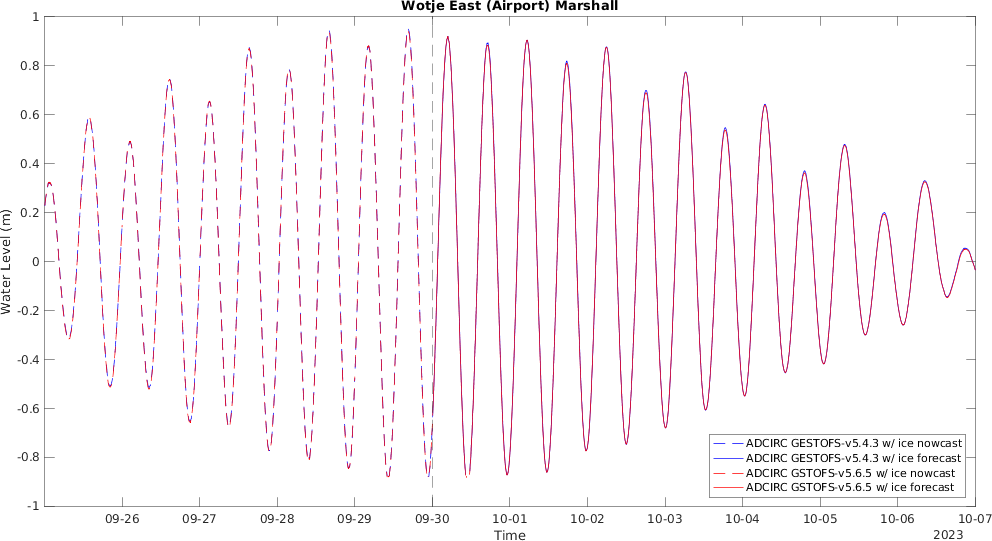 Wotje East (Airport) Marshall
1
0.8
0.6
0.4
0.2
0
-0.2
-0.4
-0.6
-0.8
-1
Water Level (m)
ADCIRC GESTOFS-v5.4.3 w/ ice nowcast
ADCIRC GESTOFS-v5.4.3 w/ ice forecast
ADCIRC GSTOFS-v5.6.5 w/ ice nowcast
ADCIRC GSTOFS-v5.6.5 w/ ice forecast
09-26 09-27 09-28 09-29 09-30 10-01 10-02 10-03 10-04 10-05 10-06 10-07
Time
2023